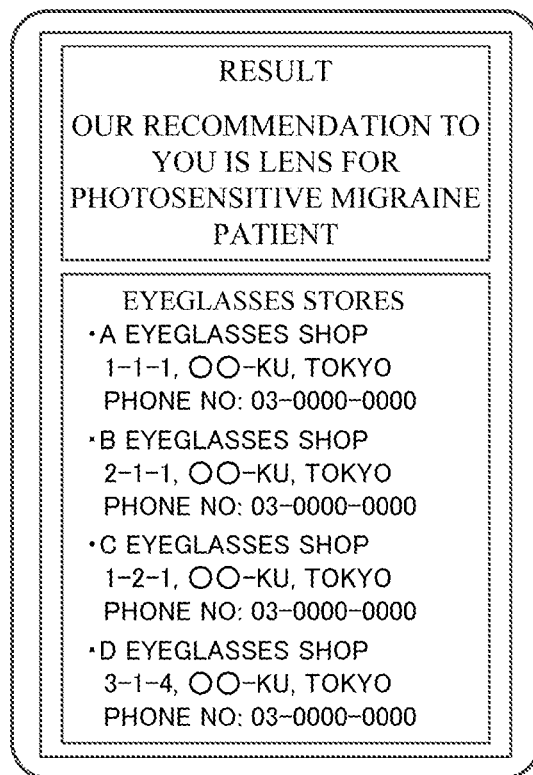 RESULT
OUR RECOMMENDATION TO
YOU IS LENS FOR
PHOTOSENSITIVE MIGRAINE
PATIENT
EYEGLASSES STORES
・A EYEGLASSES SHOP
1-1-1, ○○-KU, TOKYO
PHONE NO: 03-0000-0000
・B EYEGLASSES SHOP
2-1-1, ○○-KU, TOKYO
PHONE NO: 03-0000-0000
・C EYEGLASSES SHOP
1-2-1, ○○-KU, TOKYO
PHONE NO: 03-0000-0000
・D EYEGLASSES SHOP
3-1-4, ○○-KU, TOKYO
PHONE NO: 03-0000-0000